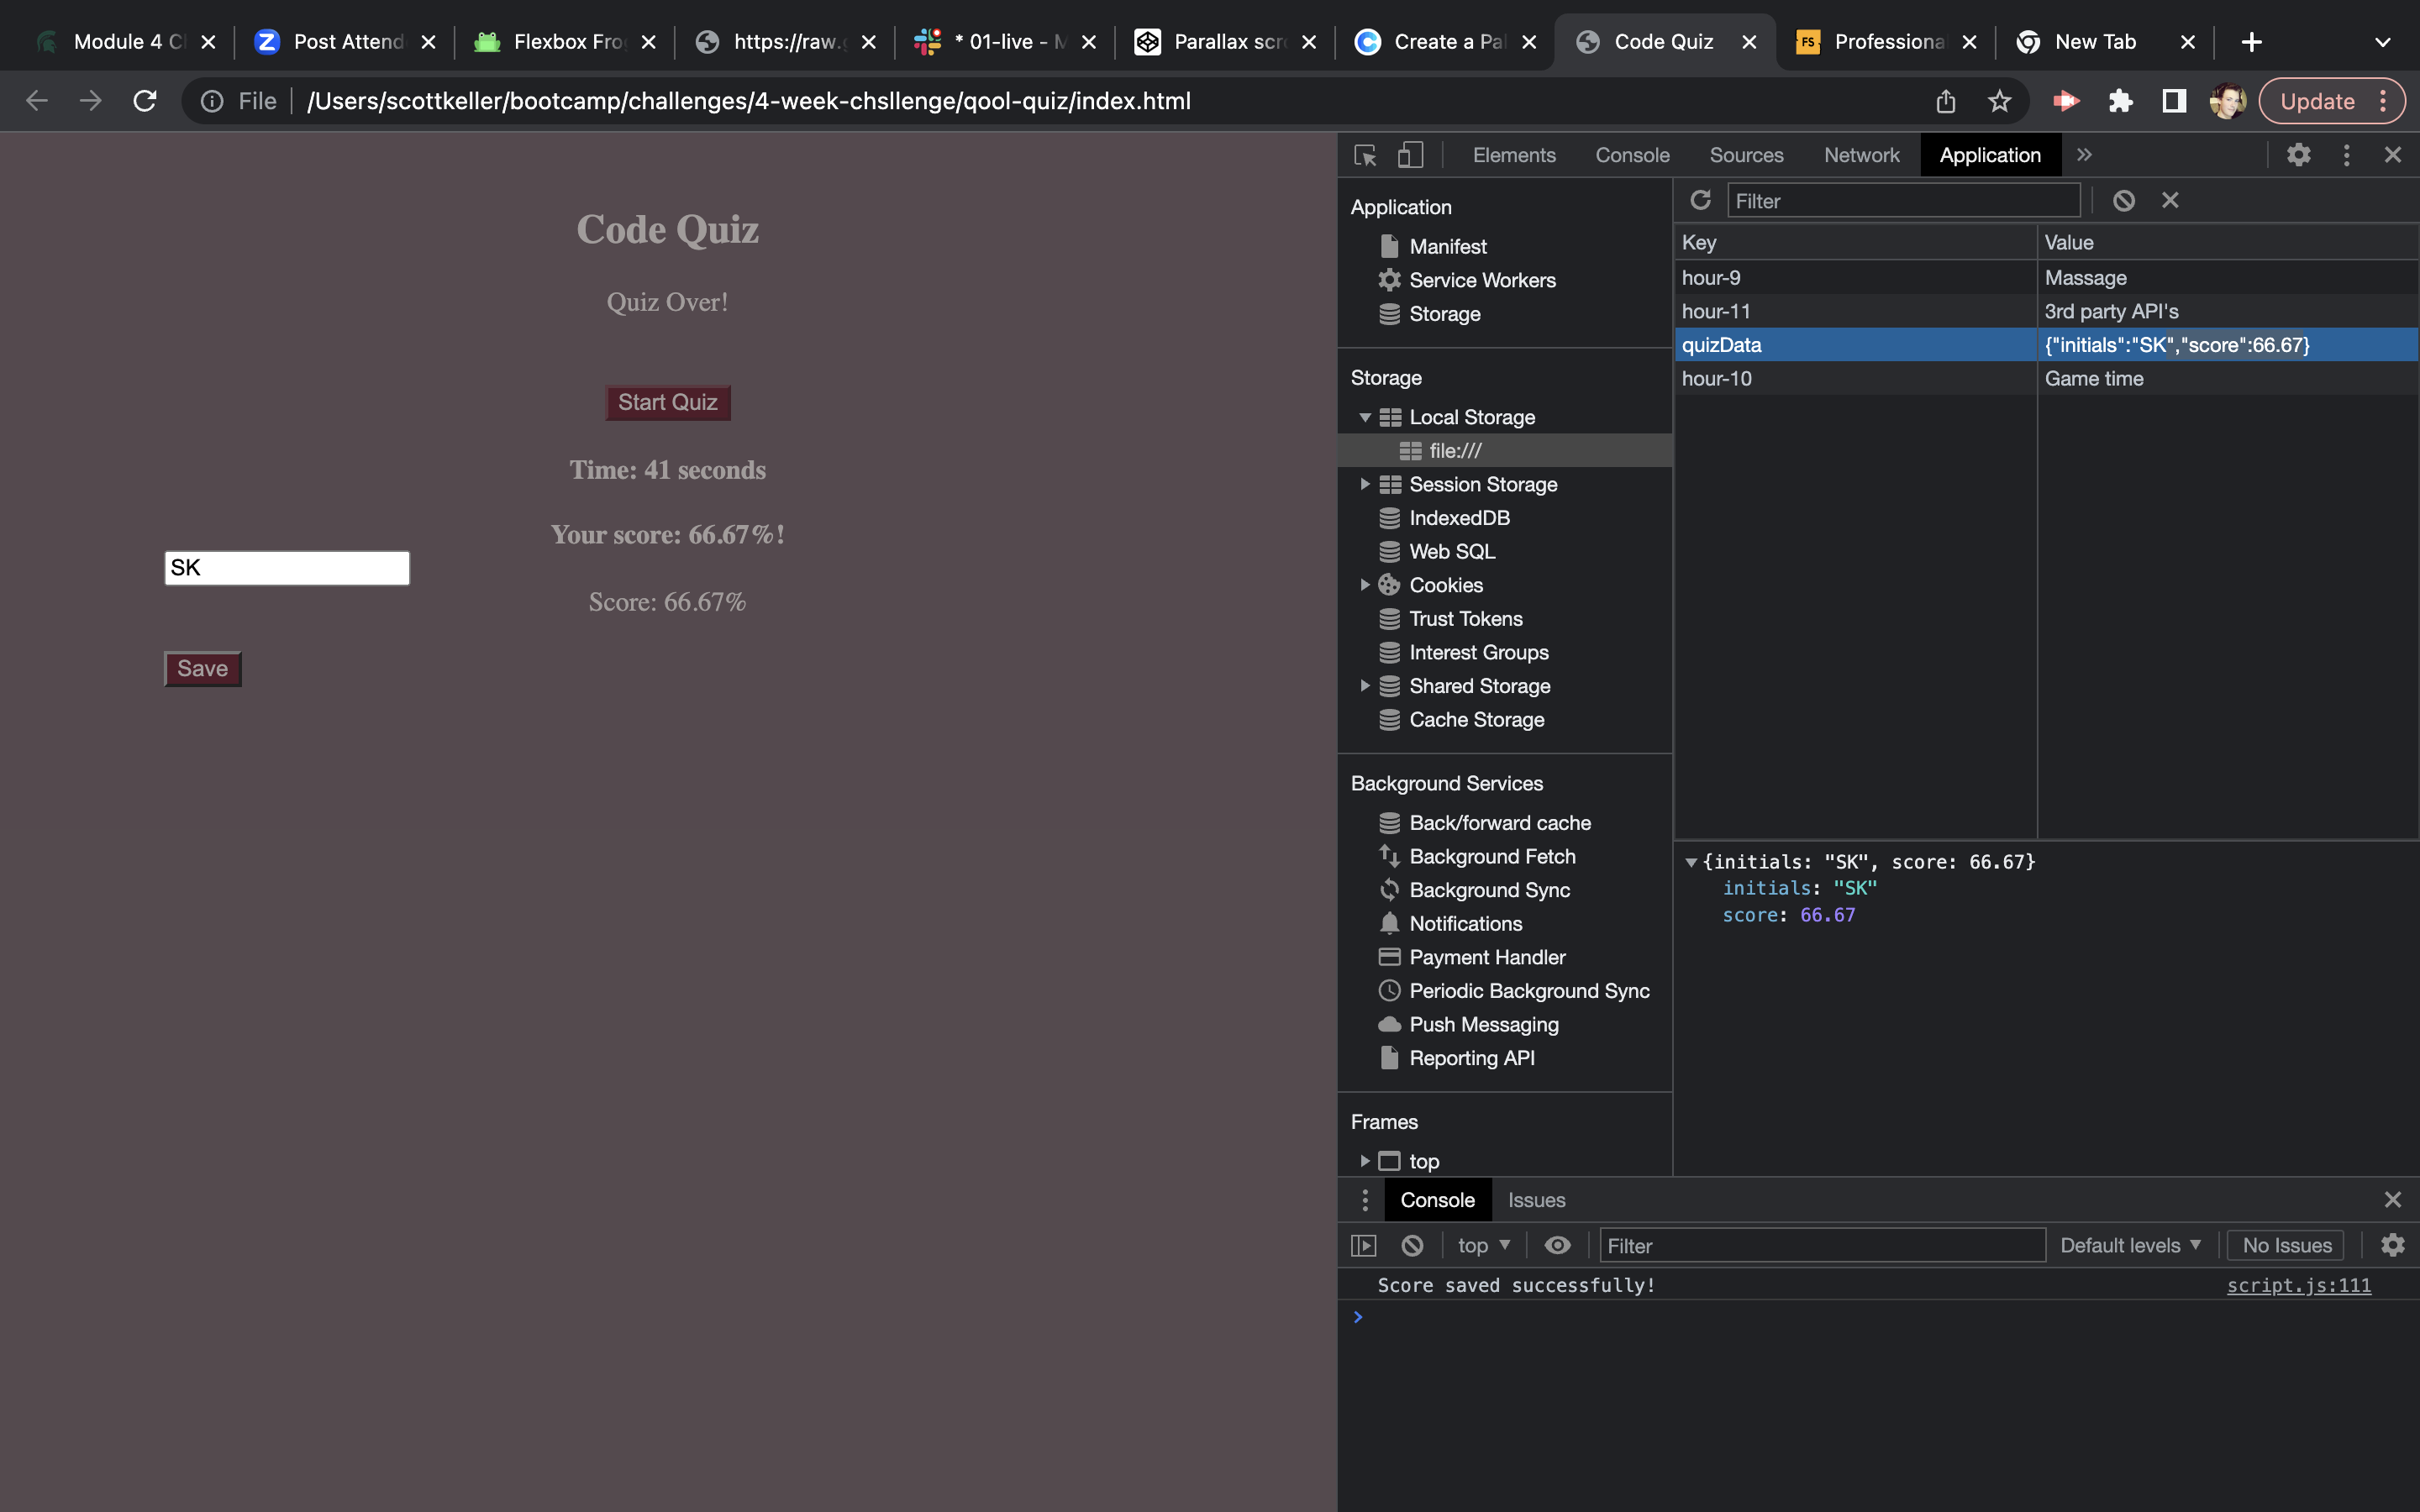 Module 4 Cl
Post Attend
Flexbox Fro
https://raw.g
* 01-live - M
Parallax scro
Create a Pal
Code Quiz
Professiona
New Tab
File
/Users/scottkeller/bootcamp/challenges/4-week-chsllenge/qool-quiz/index.html
Update
Code Quiz
Quiz Over!
Start Quiz
Time: 41 seconds
Your score: 66.67%!
SK
Score: 66.67%
Save
Elements Console Sources Network Application
Application
Manifest
Service Workers
Storage
Storage
Local Storage
file:///
Session Storage
IndexedDB
Web SQL
Cookies
Trust Tokens
Interest Groups
Shared Storage
Cache Storage
Background Services
Back/forward cache
Background Fetch
Background Sync
Notifications
Payment Handler
Periodic Background Sync
Push Messaging
Reporting API
Frames
top
Filter
Key Value
hour-9 Massage
hour-11 3rd party API's
quizData {"initials":"SK","score":66.67}
hour-10 Game time
{initials: "SK", score: 66.67}
initials: "SK"
score: 66.67
Console Issues
top Filter Default levels No Issues
Score saved successfully! script.js:111